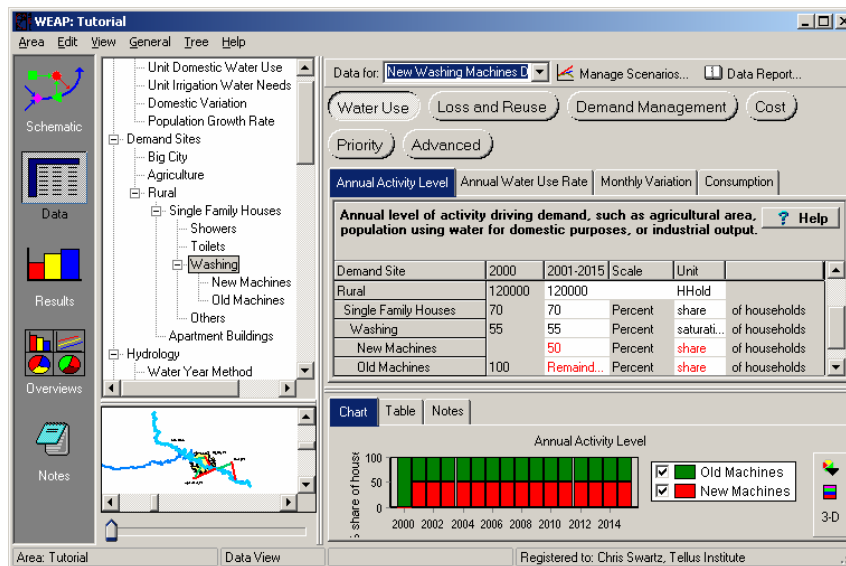 WEAP: Tutorial
Area Edit View General Tree Help
Schematic
Data
Results
Overviews
Notes
Unit Domestic Water Use
Unit Irrigation Water Needs
Domestic Variation
Population Growth Rate
Demand Sites
Big City
Agriculture
Rural
Single Family Houses
Showers
Toilets
Washing
New Machines
Old Machines
Others
Apartment Buildings
Hydrology
Water Year Method
Data for: New Washing Machines D Manage Scenarios... Data Report...
Water Use Loss and Reuse Demand Management Cost
Priority Advanced
Annual Activity Level Annual Water Use Rate Monthly Variation Consumption
Annual level of activity driving demand, such as agricultural area,
population using water for domestic purposes, or industrial output.
? Help
Demand Site 2000 2001-2015 Scale Unit
Rural 120000 120000 HHold
Single Family Houses 70 70 Percent share of households
Washing 55 55 Percent saturati... of households
New Machines 50 Percent share of households
Old Machines 100 Remaind... Percent share of households
Chart Table Notes
Annual Activity Level
share of house
100
50
0
2000 2002 2004 2006 2008 2010 2012 2014
Old Machines
New Machines
3-D
Area: Tutorial Data View Registered to: Chris Swartz, Tellus Institute